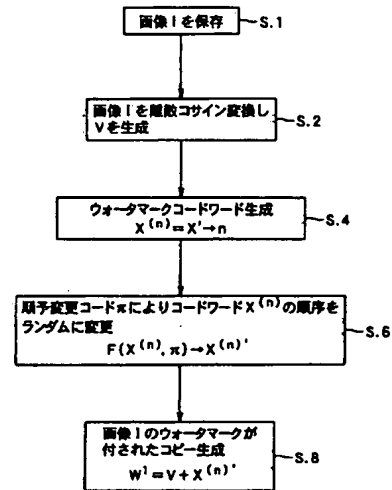 画像Iを保存
S.1
画像Iを離散コサイン変換し
Vを生成
S.2
ウォータマークコードワード生成
X⁽ⁿ⁾=X'→n
S.4
順予変更コードπによりコードワードX⁽ⁿ⁾の順序を
ランダムに変更
F(X⁽ⁿ⁾,π)→X⁽ⁿ⁾'
S.6
画像Iのウォータマークが
付されたコピー生成
W¹=V+X⁽ⁿ⁾'
S.8